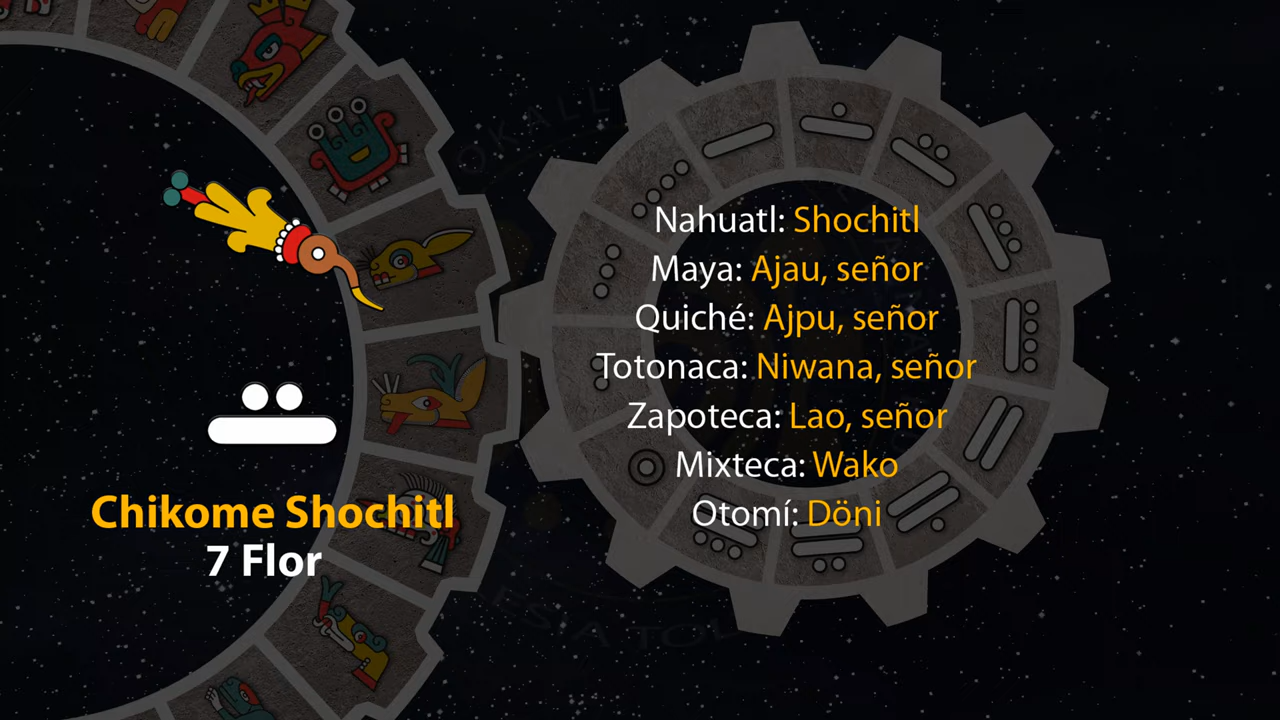 Nahuatl: Shochitl
Maya: Ajau, señor
Quiché: Ajpu, señor
Totonaca: Niwana, señor
Zapoteca: Lao, señor
Mixteca: Wako
Otomí: Döni
Chikome Shochitl
7 Flor